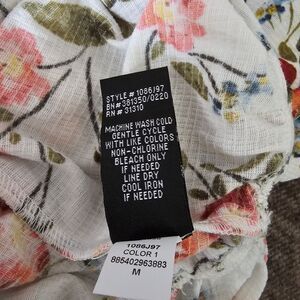 STYLE# 1086J97
BN# S81350/0220
RN# 31310
MACHINE WASH COLD
GENTLE CYCLE
WITH LIKE COLORS
NON-CHLORINE
BLEACH ONLY
IF NEEDED
LINE DRY
COOL IRON
IF NEEDED
1086J97
COLOR 1
885402963883
M